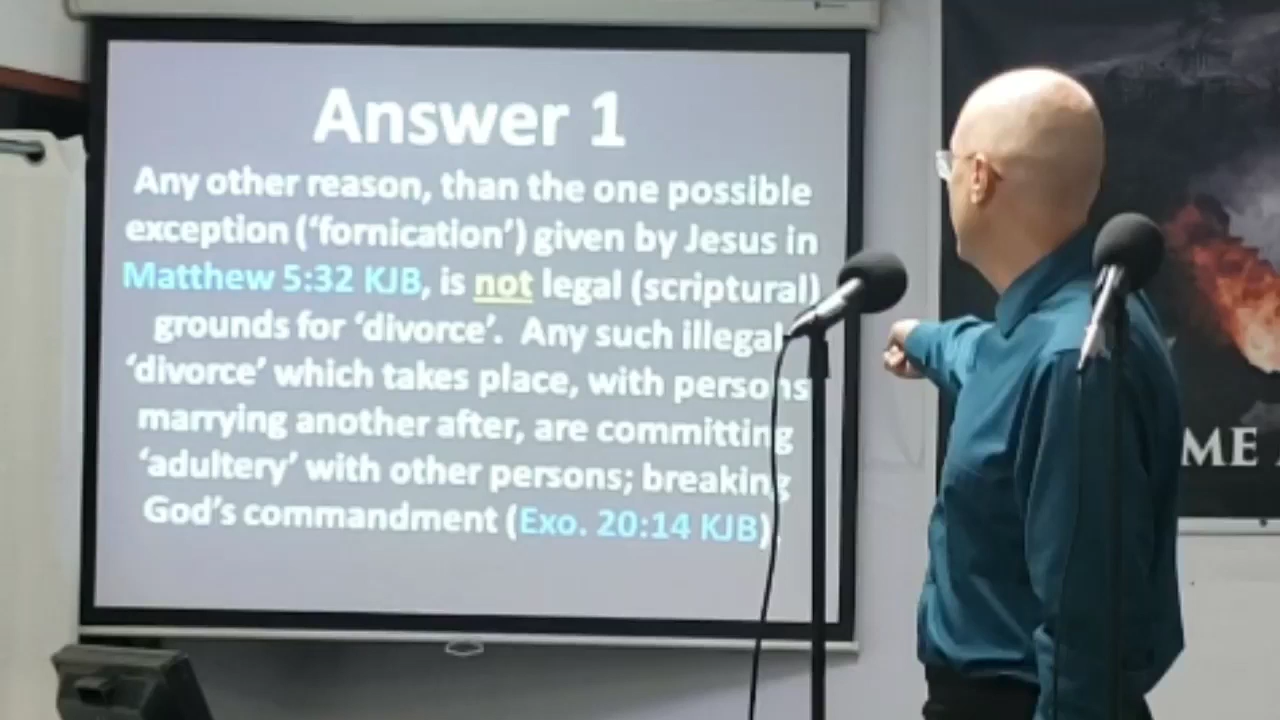 Answer 1
Any other reason, than the one possible
exception (‘fornication’) given by Jesus in
Matthew 5:32 KJB, is not legal (scriptural)
grounds for ‘divorce’. Any such illegal
‘divorce’ which takes place, with persons
marrying another after, are committing
‘adultery’ with other persons; breaking
God’s commandment (Exo. 20:14 KJB).
ME